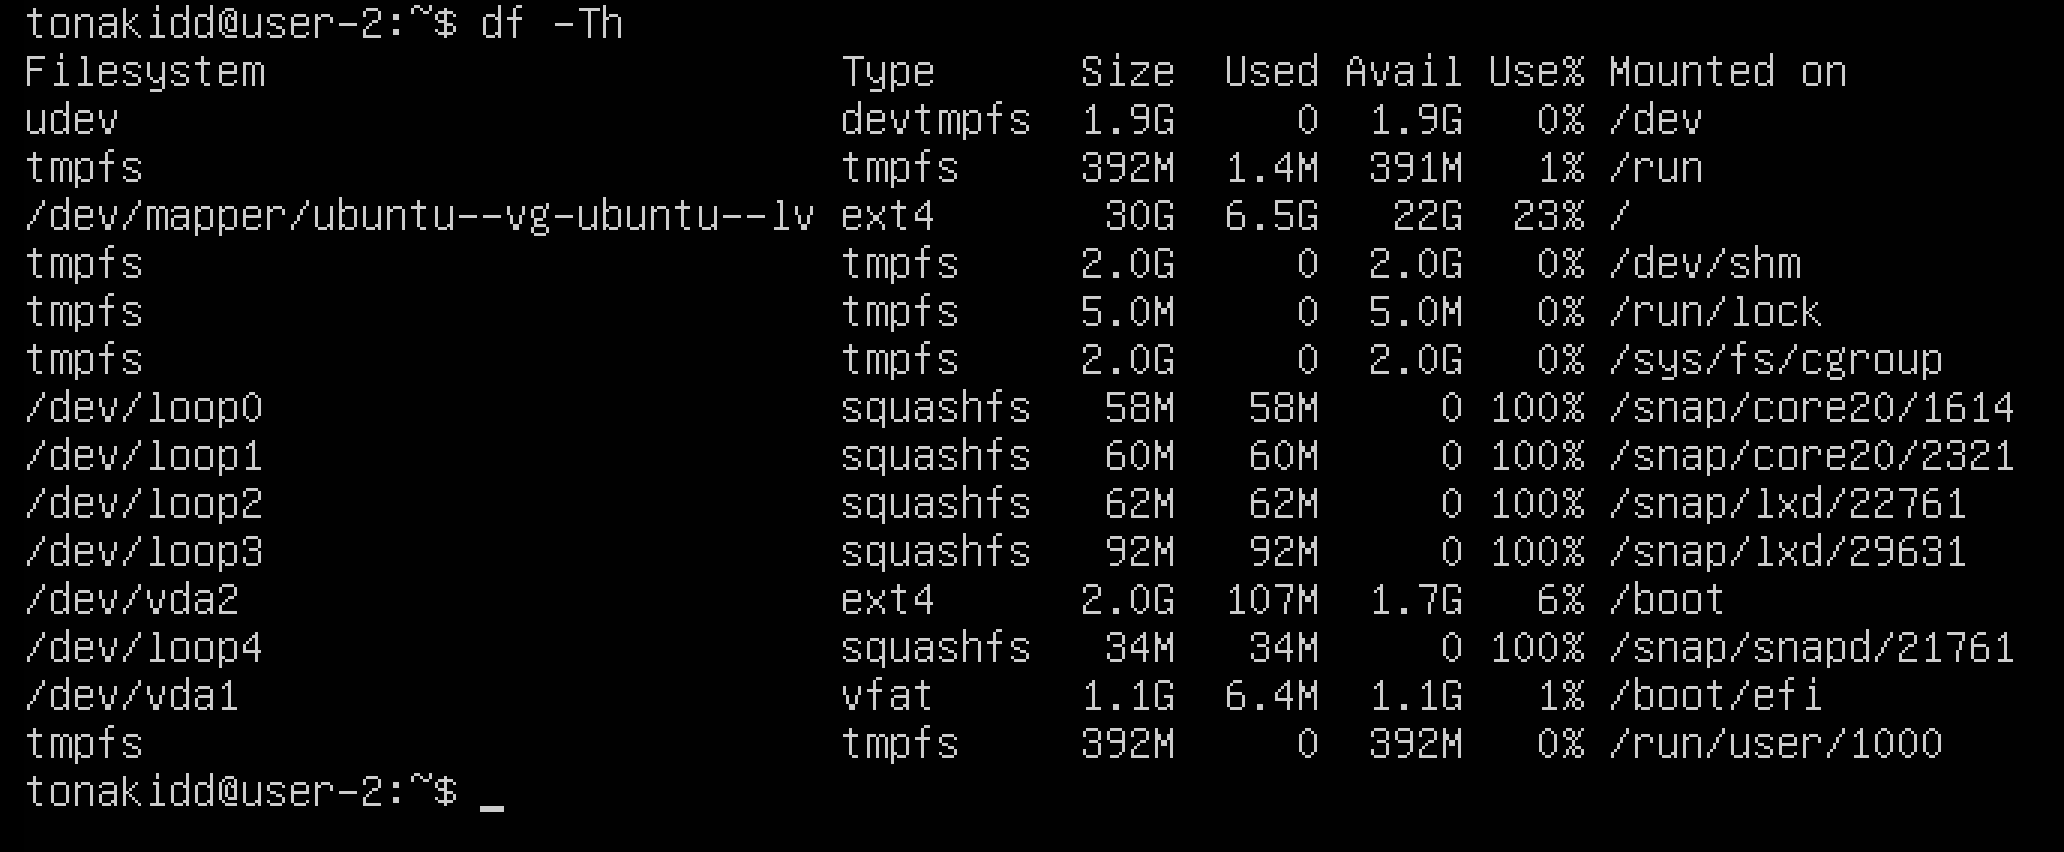 tonakidd@user-2:~$ df -Th
Filesystem                        Type      Size  Used Avail Use% Mounted on
udev                              devtmpfs  1.9G     0  1.9G   0% /dev
tmpfs                             tmpfs     392M  1.4M  391M   1% /run
/dev/mapper/ubuntu--vg-ubuntu--lv ext4       30G  6.5G   22G  23% /
tmpfs                             tmpfs     2.0G     0  2.0G   0% /dev/shm
tmpfs                             tmpfs     5.0M     0  5.0M   0% /run/lock
tmpfs                             tmpfs     2.0G     0  2.0G   0% /sys/fs/cgroup
/dev/loop0                        squashfs   58M   58M     0 100% /snap/core20/1614
/dev/loop1                        squashfs   60M   60M     0 100% /snap/core20/2321
/dev/loop2                        squashfs   62M   62M     0 100% /snap/lxd/22761
/dev/loop3                        squashfs   92M   92M     0 100% /snap/lxd/29631
/dev/vda2                         ext4      2.0G  107M  1.7G   6% /boot
/dev/loop4                        squashfs   34M   34M     0 100% /snap/snapd/21761
/dev/vda1                         vfat      1.1G  6.4M  1.1G   1% /boot/efi
tmpfs                             tmpfs     392M     0  392M   0% /run/user/1000
tonakidd@user-2:~$ _